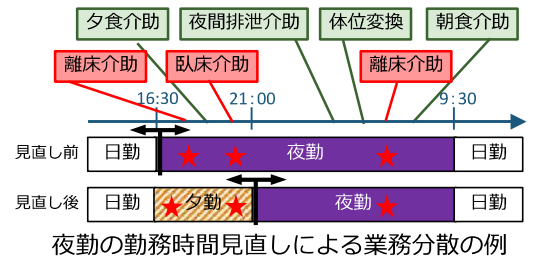 夕食介助 夜間排泄介助 体位変換 朝食介助
離床介助 臥床介助 離床介助
16:30 21:00 9:30
見直し前 日勤 夜勤 日勤
見直し後 日勤 夕勤 夜勤 日勤
夜勤の勤務時間見直しによる業務分散の例